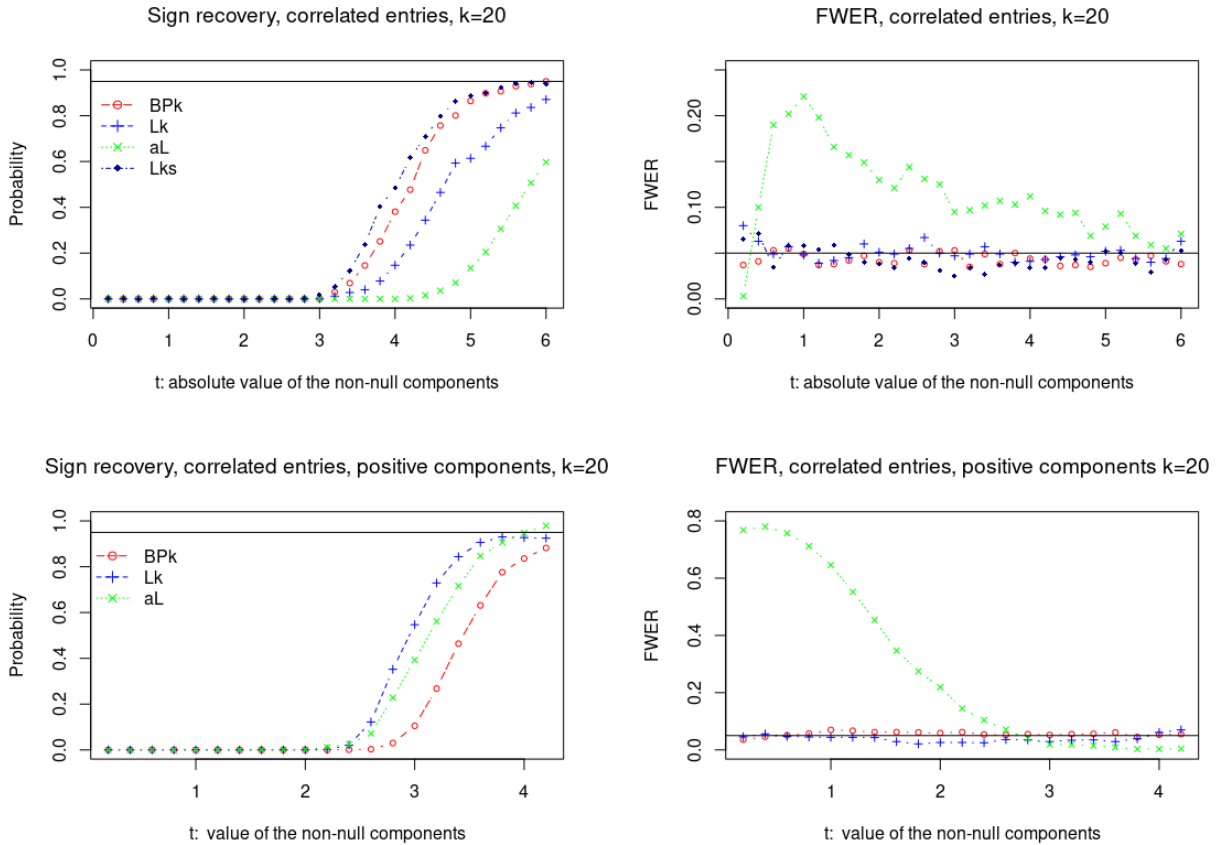 Sign recovery, correlated entries, k=20
Probability
0.0 0.2 0.4 0.6 0.8 1.0
BPk
Lk
aL
Lks
0 1 2 3 4 5 6
t: absolute value of the non-null components
FWER, correlated entries, k=20
FWER
0.00 0.10 0.20
1 2 3 4 5 6
t: absolute value of the non-null components
Sign recovery, correlated entries, positive components, k=20
Probability
0.0 0.2 0.4 0.6 0.8 1.0
BPk
Lk
aL
1 2 3 4
t: value of the non-null components
FWER, correlated entries, positive components k=20
FWER
0.0 0.2 0.4 0.6 0.8
1 2 3 4
t: value of the non-null components